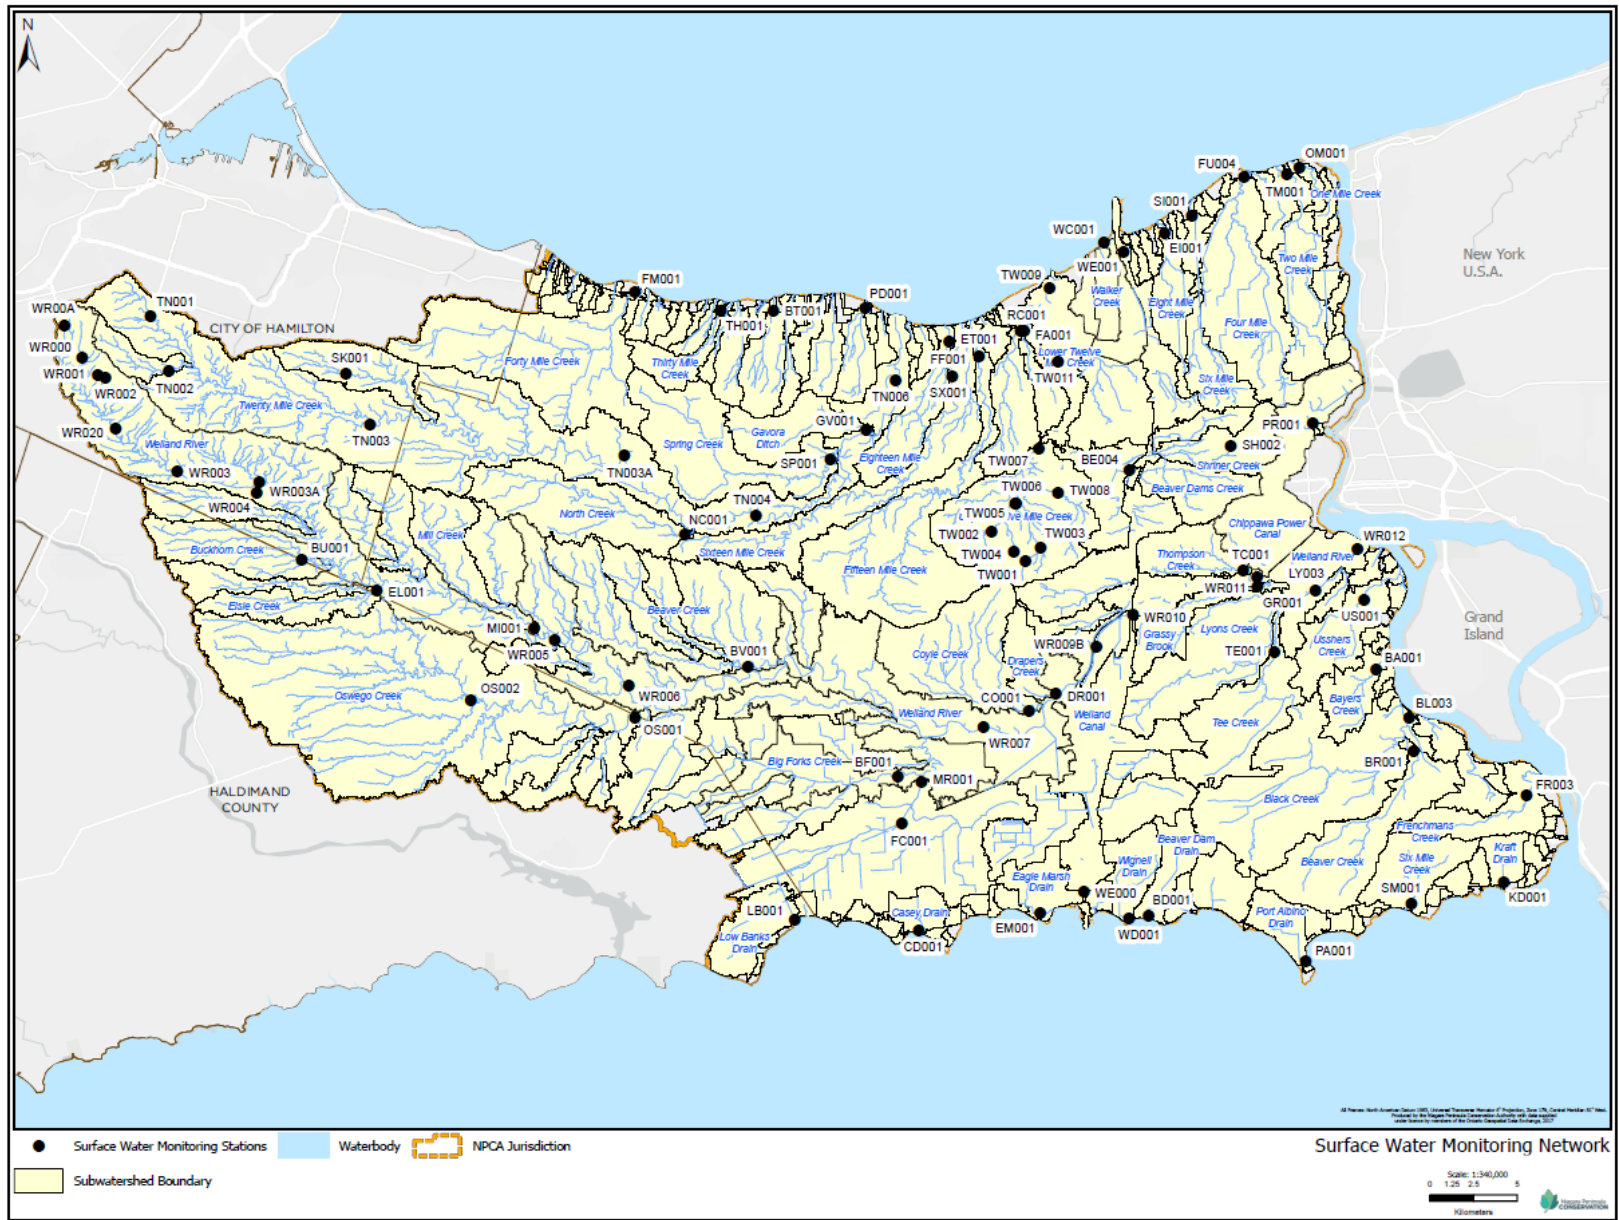 N
OM001
FU004
TM001
One Mile Creek
SI001
WC001
EI001
WE001
New York
U.S.A.
Two Mile
Creek
TW009
FM001
Walker
Creek
PD001
TN001
WR00A
Eight Mile
Creek
BT001
RC001
CITY OF HAMILTON
TH001
Four Mile
Creek
ET001
FA001
WR000
SK001
Forty Mile Creek
Thirty Mile
Creek
FF001
Lower Twelve
Mile Creek
WR001
TW011
WR002
TN002
TN006
SX001
Six Mile
Creek
Twenty Mile Creek
GV001
PR001
WR020
TN003
Gavora
Ditch
Welland River
Spring Creek
SH002
SP001
Eighteen Mile
Creek
TW007
BE004
Shriner Creek
WR003
TN003A
WR003A
TW006
TW008
Beaver Dams Creek
WR004
TN004
North Creek
TW005
NC001
TW002
TW003
Chippawa Power
Canal
Mill Creek
WR012
BU001
Buckhorn Creek
Sixteen Mile Creek
TW004
TC001
Welland River
Thompson
Creek
Fifteen Mile Creek
TW001
LY003
EL001
WR011
GR001
Elsie Creek
Beaver Creek
US001
WR010
Grand
Island
MI001
Lyons Creek
Grassy
Brook
Usshers
Creek
WR005
WR009B
TE001
BV001
Coyle Creek
Drapers
Creek
BA001
OS002
WR006
CO001
DR001
Oswego Creek
Bayers
Creek
BL003
Welland River
Welland
Canal
Tee Creek
OS001
WR007
Big Forks Creek
BF001
BR001
MR001
HALDIMAND
COUNTY
FR003
Black Creek
FC001
Frenchmans
Creek
Beaver Dam
Drain
Kraft
Drain
Wignell
Drain
Beaver Creek
Six Mile
Creek
Eagle Marsh
Drain
WE000
SM001
KD001
BD001
LB001
Casey Drain
Port Albino
Drain
EM001
WD001
Low Banks
Drain
CD001
PA001
Surface Water Monitoring Stations
Waterbody
NPCA Jurisdiction
Surface Water Monitoring Network
Subwatershed Boundary
Scale: 1:340,000
0 1.25 2.5 5
Kilometers
Niagara Peninsula
CONSERVATION